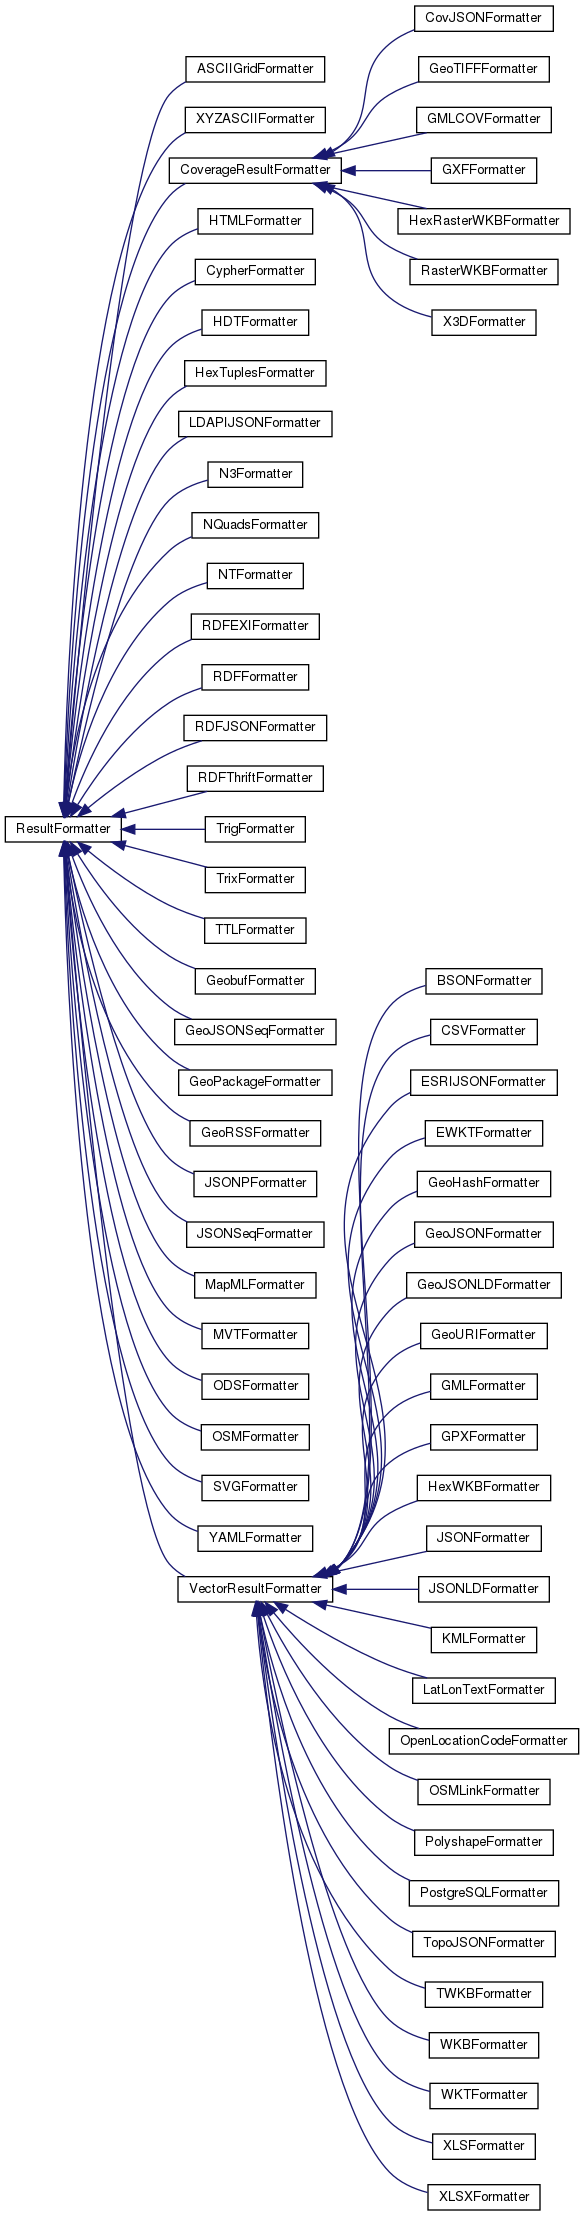 CovJSONFormatter
ASCIIGridFormatter
GeoTIFFFormatter
XYZASCIIFormatter
GMLCOVFormatter
CoverageResultFormatter
GXFFormatter
HTMLFormatter
HexRasterWKBFormatter
CypherFormatter
RasterWKBFormatter
HDTFormatter
X3DFormatter
HexTuplesFormatter
LDAPIJSONFormatter
N3Formatter
NQuadsFormatter
NTFormatter
RDFEXIFormatter
RDFFormatter
RDFJSONFormatter
RDFThriftFormatter
ResultFormatter
TrigFormatter
TrixFormatter
TTLFormatter
GeobufFormatter
BSONFormatter
GeoJSONSeqFormatter
CSVFormatter
GeoPackageFormatter
ESRIJSONFormatter
GeoRSSFormatter
EWKTFormatter
JSONPFormatter
GeoHashFormatter
JSONSeqFormatter
GeoJSONFormatter
MapMLFormatter
GeoJSONLDFormatter
MVTFormatter
GeoURIFormatter
ODSFormatter
GMLFormatter
OSMFormatter
GPXFormatter
SVGFormatter
HexWKBFormatter
YAMLFormatter
JSONFormatter
VectorResultFormatter
JSONLDFormatter
KMLFormatter
LatLonTextFormatter
OpenLocationCodeFormatter
OSMLinkFormatter
PolyshapeFormatter
PostgreSQLFormatter
TopoJSONFormatter
TWKBFormatter
WKBFormatter
WKTFormatter
XLSFormatter
XLSXFormatter